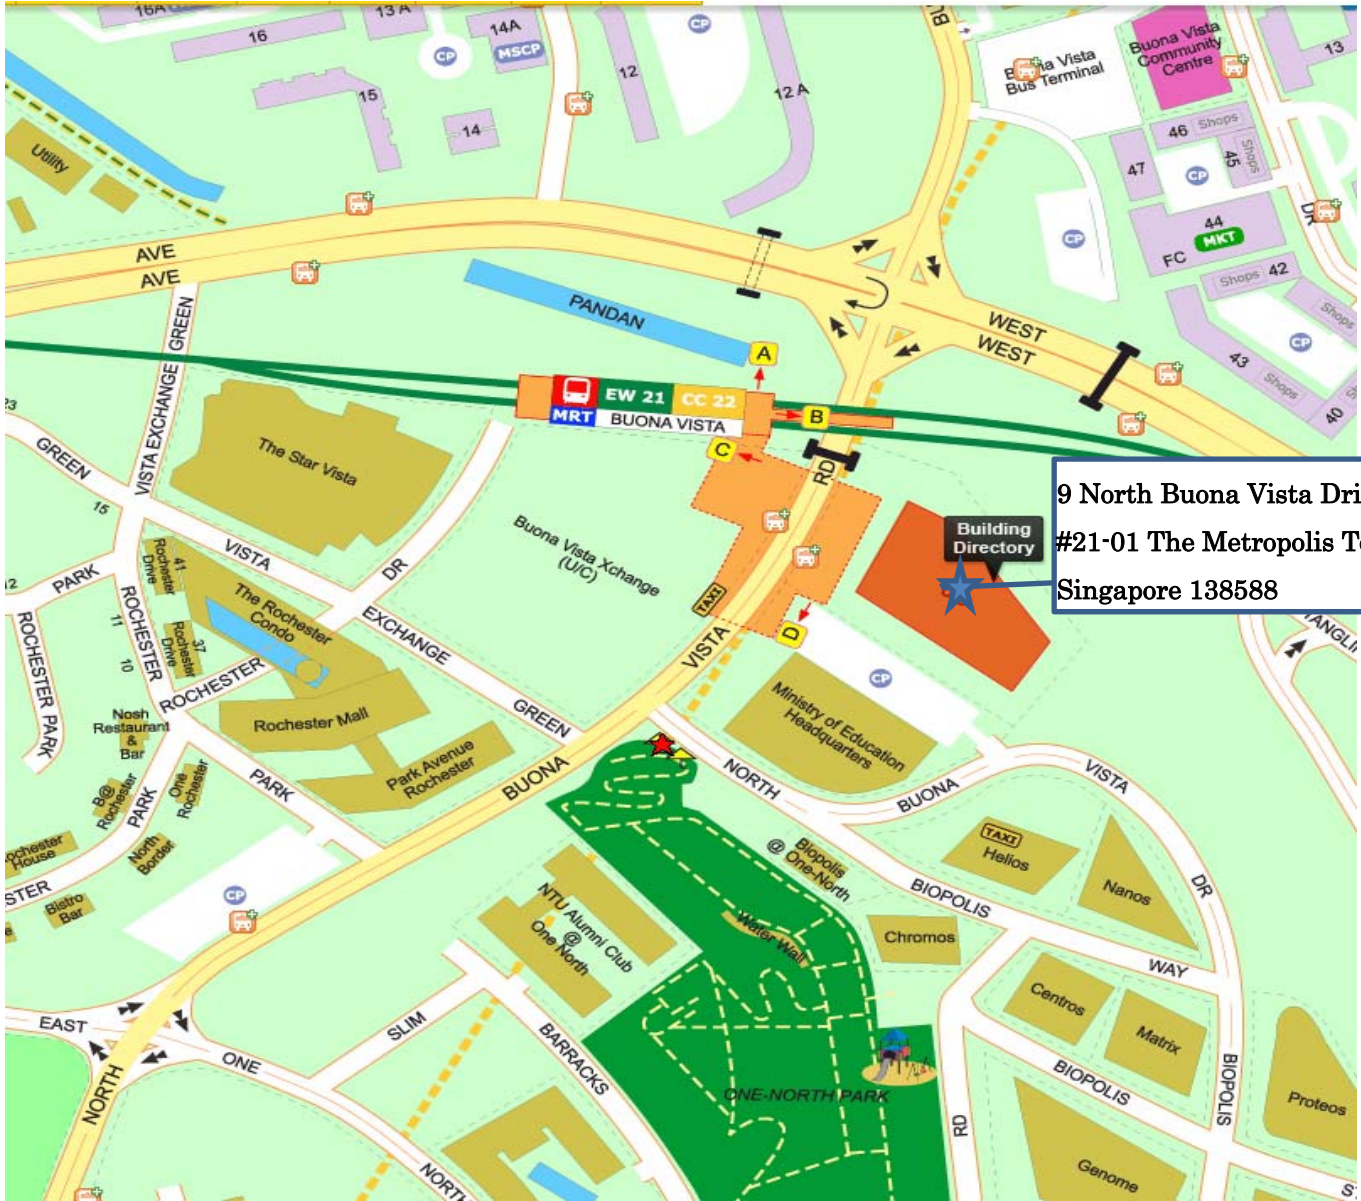 16A
13 A
16
14A
MSCP
CP
15
14
12
CP
12 A
Buona Vista
Community
Centre
Bus Terminal
13
46 Shops
45
Shops
47
CP
44
MKT
FC
Shops 42
Shops
CP
43
Shops
40
CP
DR
Utility
AVE
AVE
WEST
WEST
PANDAN
A
EW 21
CC 22
MRT
BUONA VISTA
B
C
RD
VISTA EXCHANGE GREEN
The Star Vista
GREEN
15
VISTA
DR
EXCHANGE
GREEN
Buona Vista Xchange
(U/C)
TAXI
D
VISTA
BUONA
Building
Directory
9 North Buona Vista Dri
#21-01 The Metropolis T
Singapore 138588
CP
Ministry of Education
Headquarters
PARK
ROCHESTER PARK
11
10
ROCHESTER
41
Rochester
Drive
37
Rochester
Drive
The Rochester
Condo
ROCHESTER
Rochester Mall
Park Avenue
Rochester
Nosh
Restaurant
&
Bar
B@
Rochester
One
Rochester
PARK
PARK
North
Border
House
Bistro
Bar
CP
NORTH
BUONA
VISTA
DR
Biopolis
@
One-North
TAXI
Helios
Nanos
BIOPOLIS
WAY
Chromos
Centros
Matrix
BIOPOLIS
BIOPOLIS
Proteos
Genome
RD
NTU Alumni Club
@
One North
Water Wall
ONE-NORTH PARK
SLIM
BARRACKS
EAST
ONE
NORTH
NORTH